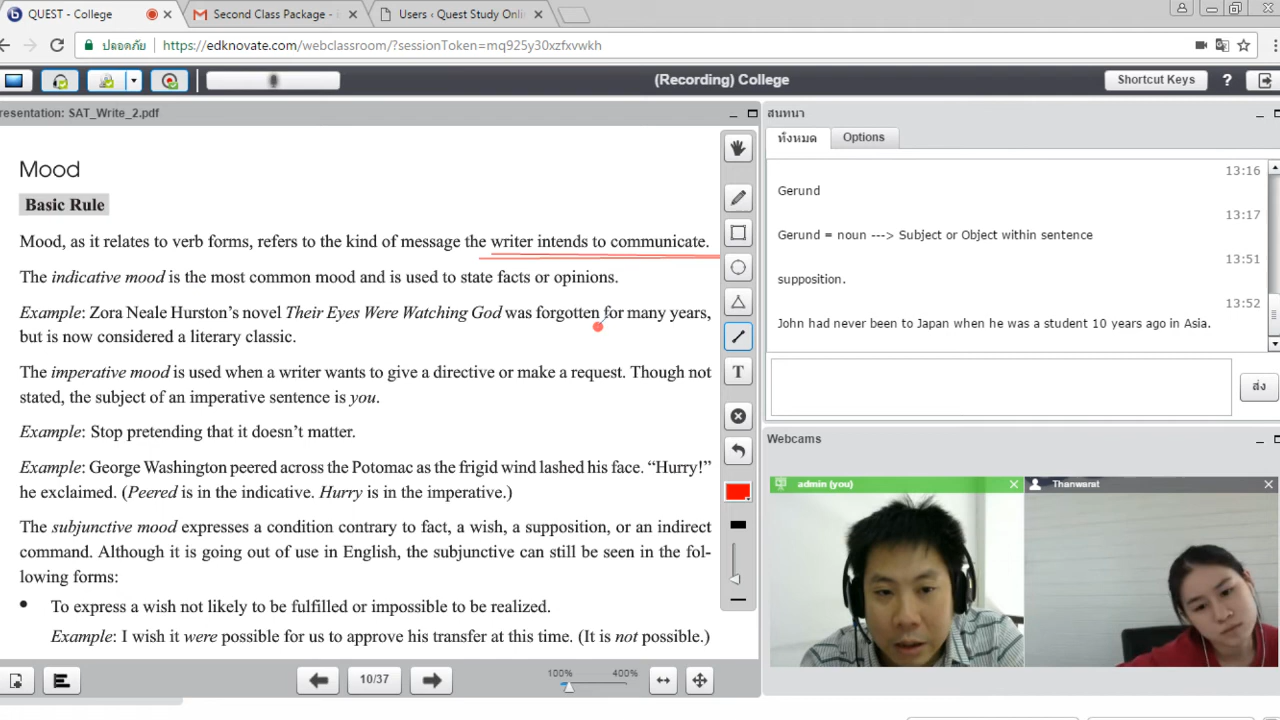 QUEST - College
Second Class Package -
Users ‹ Quest Study Onli
ปลอดภัย
https://edknovate.com/webclassroom/?sessionToken=mq925y30xzfxvwkh
(Recording) College
Shortcut Keys
?
resentation: SAT_Write_2.pdf
Mood
Basic Rule
Mood, as it relates to verb forms, refers to the kind of message the writer intends to communicate.
The indicative mood is the most common mood and is used to state facts or opinions.
Example: Zora Neale Hurston's novel Their Eyes Were Watching God was forgotten for many years,
but is now considered a literary classic.
The imperative mood is used when a writer wants to give a directive or make a request. Though not
stated, the subject of an imperative sentence is you.
Example: Stop pretending that it doesn't matter.
Example: George Washington peered across the Potomac as the frigid wind lashed his face. “Hurry!”
he exclaimed. (Peered is in the indicative. Hurry is in the imperative.)
The subjunctive mood expresses a condition contrary to fact, a wish, a supposition, or an indirect
command. Although it is going out of use in English, the subjunctive can still be seen in the fol-
lowing forms:
• To express a wish not likely to be fulfilled or impossible to be realized.
Example: I wish it were possible for us to approve his transfer at this time. (It is not possible.)
T
10/37
100%
400%
สนทนา
ทั้งหมด
Options
13:16
Gerund
13:17
Gerund = noun ---> Subject or Object within sentence
13:51
supposition.
13:52
John had never been to Japan when he was a student 10 years ago in Asia.
ส่ง
Webcams
admin (you)
Thanwarat